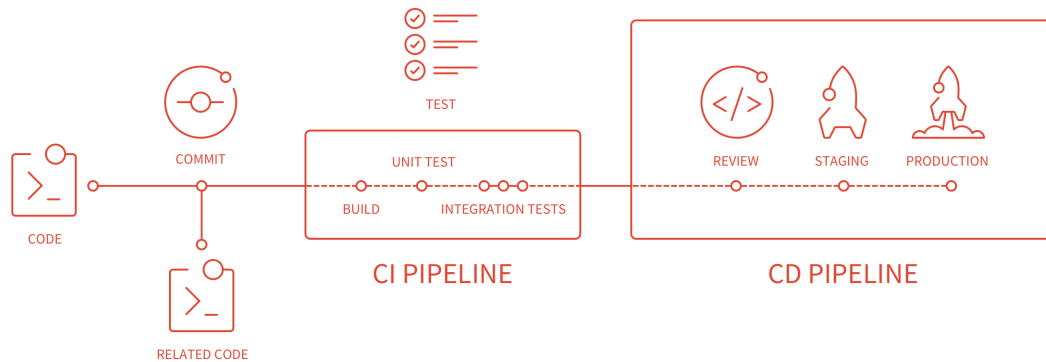 TEST
COMMIT
UNIT TEST
REVIEW
STAGING
PRODUCTION
BUILD
INTEGRATION TESTS
CODE
CI PIPELINE
CD PIPELINE
RELATED CODE